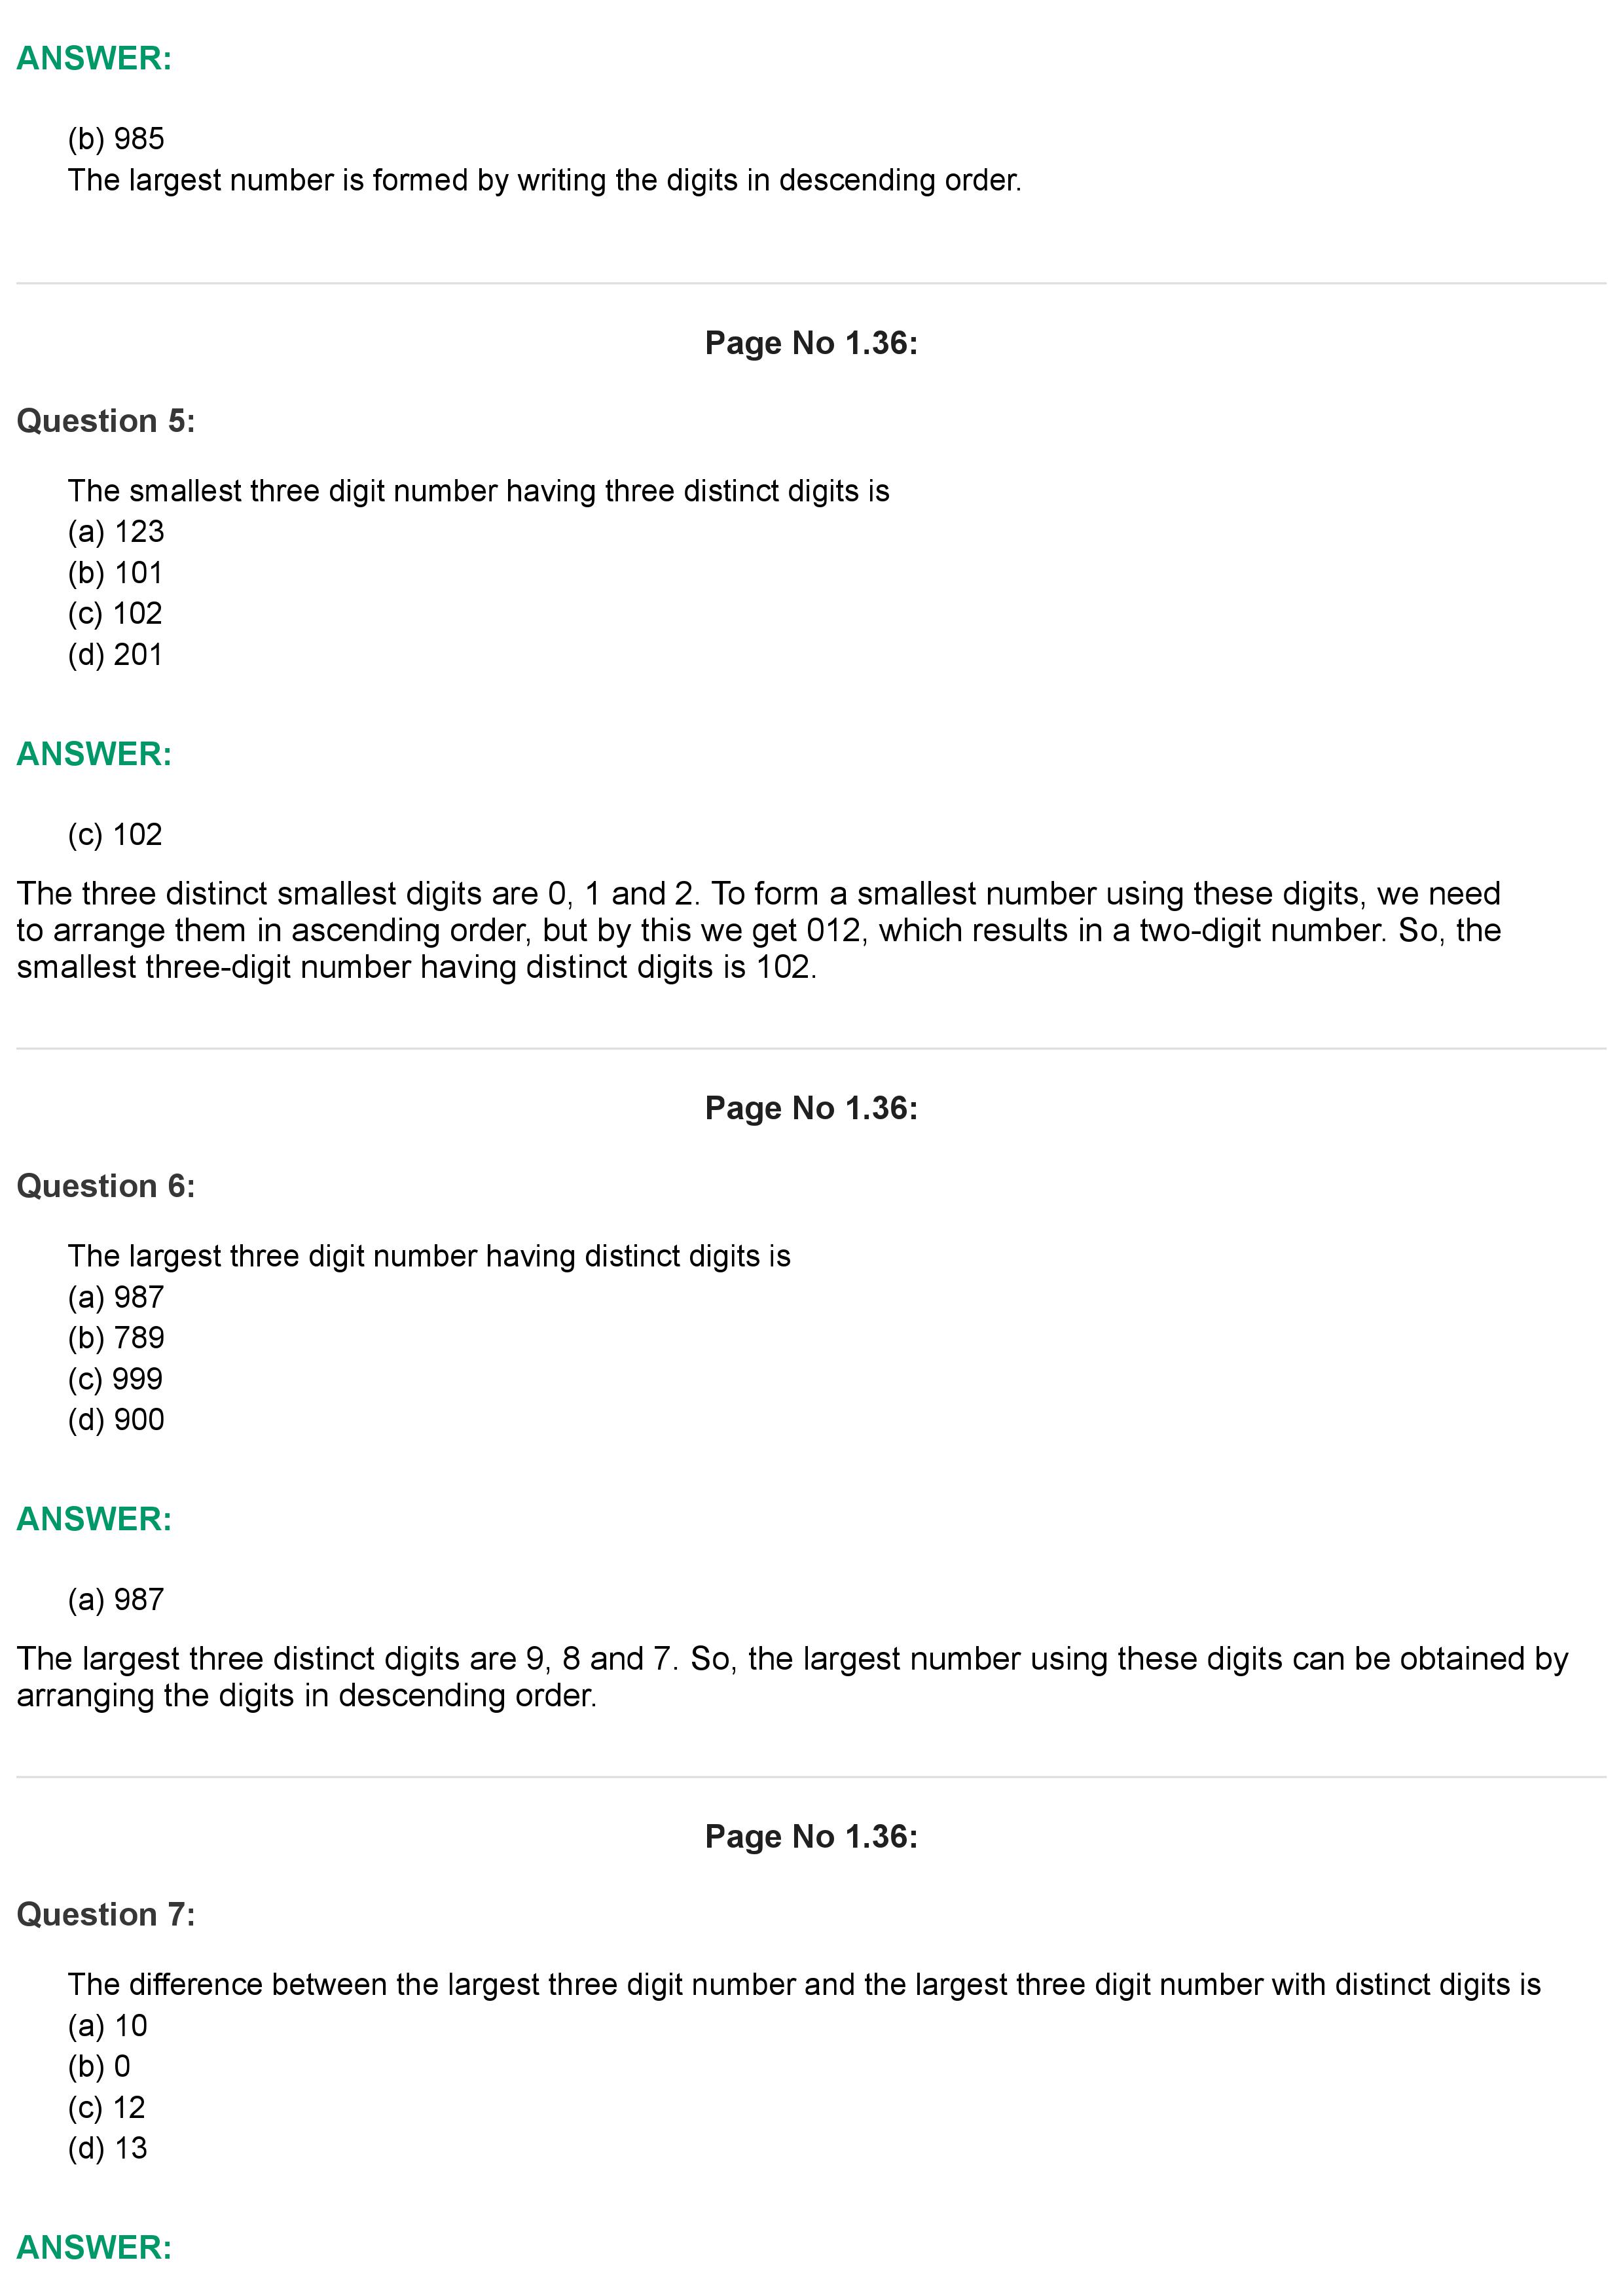 ANSWER:
(b) 985
The largest number is formed by writing the digits in descending order.
Page No 1.36:
Question 5:
The smallest three digit number having three distinct digits is
(a) 123
(b) 101
(c) 102
(d) 201
ANSWER:
(c) 102
The three distinct smallest digits are 0, 1 and 2. To form a smallest number using these digits, we need
to arrange them in ascending order, but by this we get 012, which results in a two-digit number. So, the
smallest three-digit number having distinct digits is 102.
Page No 1.36:
Question 6:
The largest three digit number having distinct digits is
(a) 987
(b) 789
(c) 999
(d) 900
ANSWER:
(a) 987
The largest three distinct digits are 9, 8 and 7. So, the largest number using these digits can be obtained by
arranging the digits in descending order.
Page No 1.36:
Question 7:
The difference between the largest three digit number and the largest three digit number with distinct digits is
(a) 10
(b) 0
(c) 12
(d) 13
ANSWER: